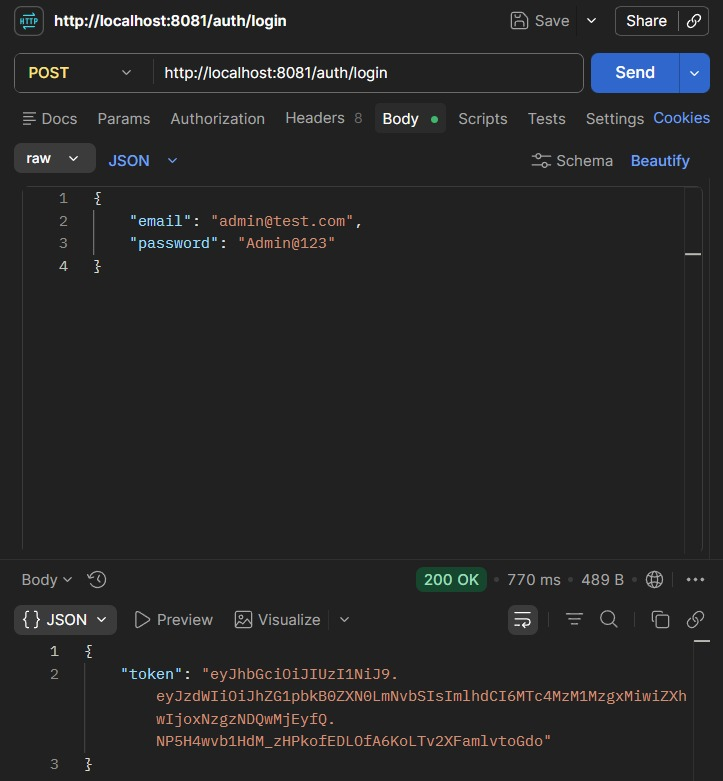 HTTP http://localhost:8081/auth/login Save Share
POST http://localhost:8081/auth/login Send
Docs Params Authorization Headers 8 Body Scripts Tests Settings Cookies
raw JSON Schema Beautify
1 {
2 "email": "admin@test.com",
3 "password": "Admin@123"
4 }
Body 200 OK • 770 ms • 489 B •
{} JSON Preview Visualize
1 {
2 "token": "eyJhbGciOiJIUzI1NiJ9.
eyJzdWIiOiJhZG1pbkB0ZXN0LmNvbSIsImlhdCI6MTc4MzM1MzgxMiwiZXh
wIjoxNzgzNDQwMjEyfQ.
NP5H4wvb1HdM_zHPkofEDLOfA6KoLTv2XFamlvtoGdo"
3 }